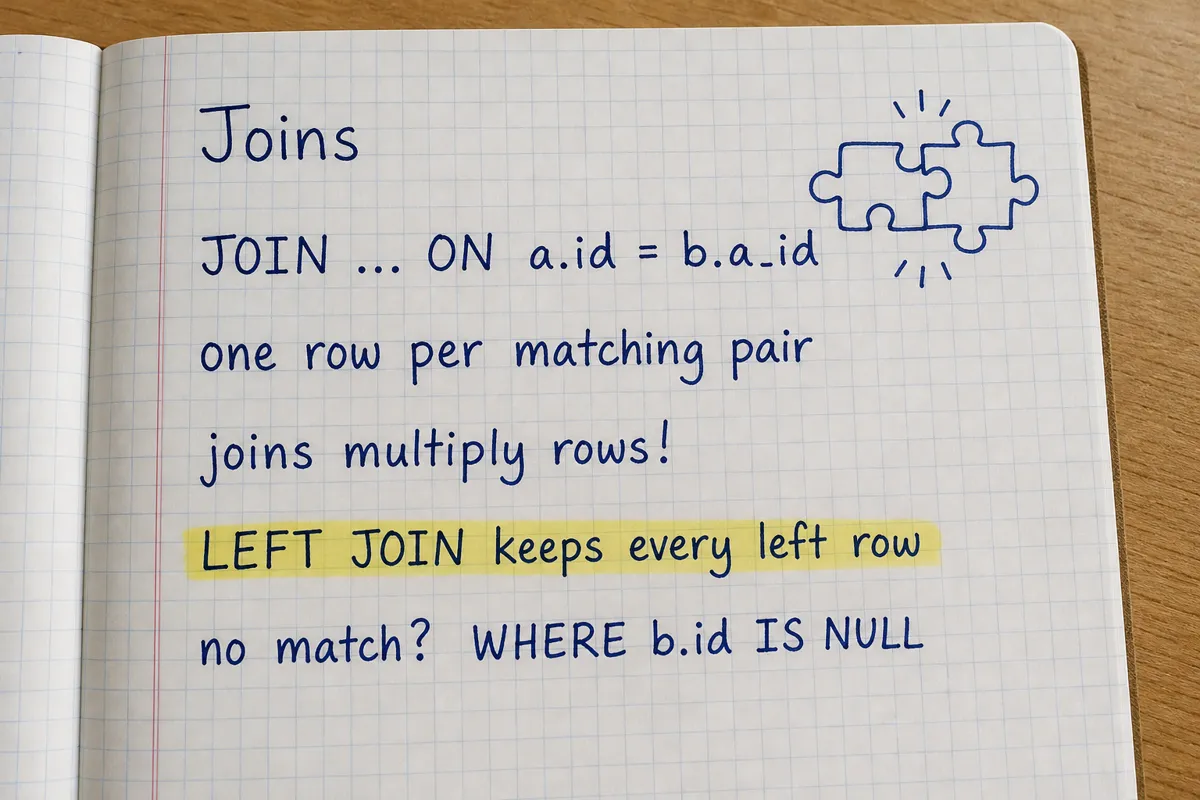 Joins
JOIN ... ON a.id = b.a_id
one row per matching pair
joins multiply rows!
LEFT JOIN keeps every left row
no match? WHERE b.id IS NULL